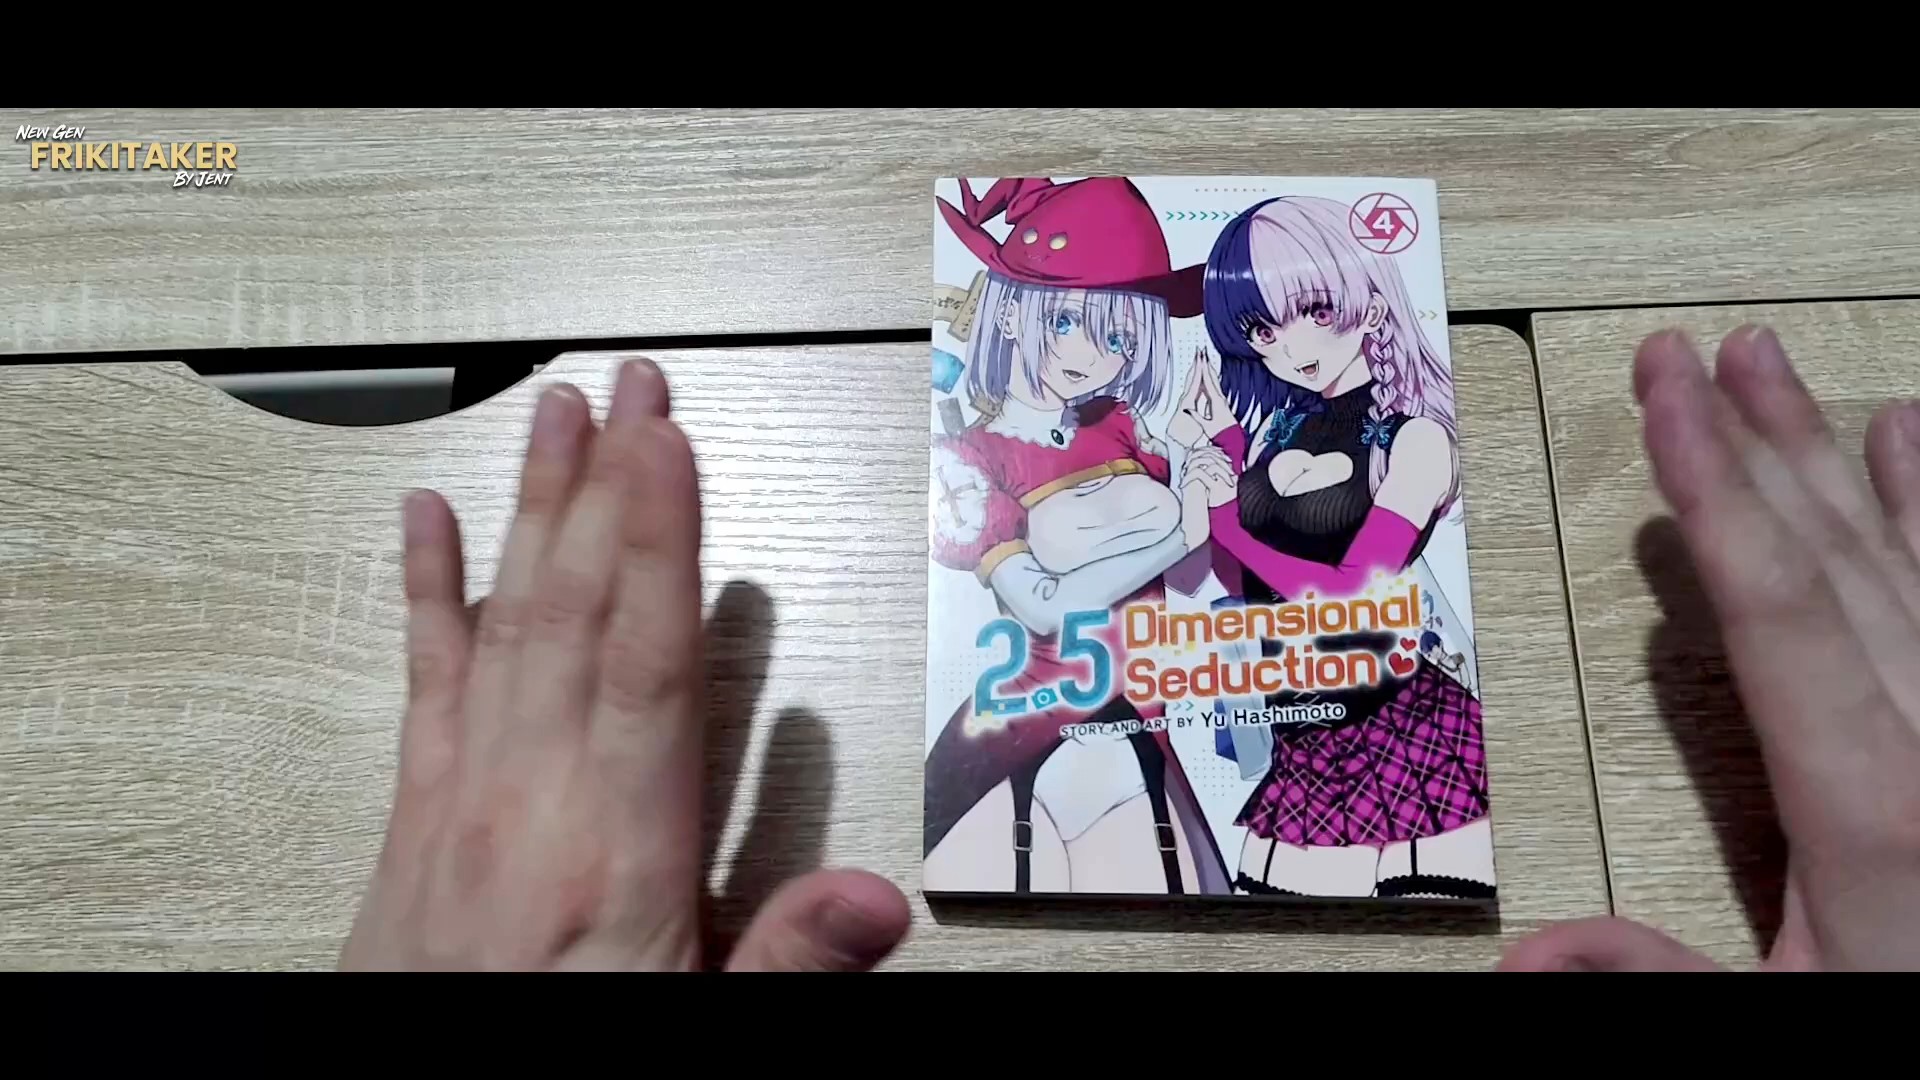 New Gen
FRIKITAKER
By Jent
4
2.5 Dimensional
Seduction
STORY AND ART BY Yu Hashimoto